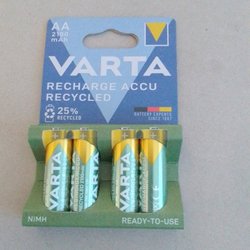 AA
2100
mAh
VARTA
RECHARGE ACCU
RECYCLED
25%
RECYCLED
BATTERY EXPERTS
SINCE 1887
VARTA
VARTA
VARTA
NiMH
READY-TO-USE